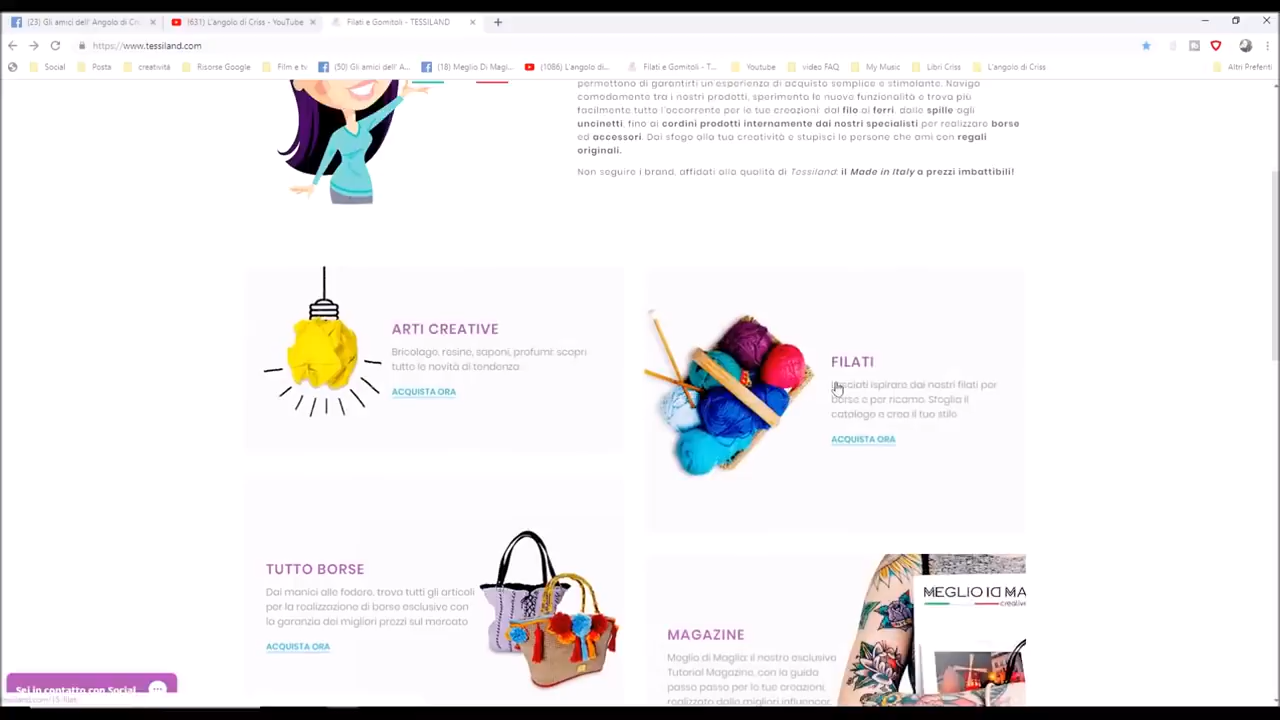 (23) Gli amici dell' Angolo di Cri
(631) L'angolo di Criss - YouTube
Filati e Gomitoli - TESSILAND
https://www.tessiland.com
Social
Posta
creatività
Risorse Google
Film e tv
(50) Gli amici dell' A...
(18) Meglio Di Magl...
(1086) L'angolo di...
Filati e Gomitoli - T...
Youtube
video FAQ
My Music
Libri Criss
L'angolo di Criss
Altri Preferiti
permettono di garantirti un'esperienza di acquisto semplice e stimolante. Naviga
comodamente tra i nostri prodotti, sperimenta le nuove funzionalità e trova più
facilmente tutto l'occorrente per le tue creazioni: dal filo ai ferri, dalle spille agli
uncinetti, fino ai cordini prodotti internamente dai nostri specialisti per realizzare borse
ed accessori. Dai sfogo alla tua creatività e stupisci le persone che ami con regali
originali.
Non seguire i brand, affidati alla qualità di Tessiland: il Made in Italy a prezzi imbattibili!
ARTI CREATIVE
Bricolage, resine, saponi, profumi: scopri
tutte le novità di tendenza
ACQUISTA ORA
FILATI
Lasciati ispirare dai nostri filati per
borse e per ricamo. Sfoglia il
catalogo e crea il tuo stile
ACQUISTA ORA
TUTTO BORSE
Dai manici alle fodere, trova tutti gli articoli
per la realizzazione di borse esclusive con
la garanzia dei migliori prezzi sul mercato
ACQUISTA ORA
MEGLIO DI MA
creative
MAGAZINE
Meglio di Maglia: il nostro esclusivo
Tutorial Magazine, con la guida
passo passo per le tue creazioni,
realizzato dalle migliori influencer
Sei in contatto con Social